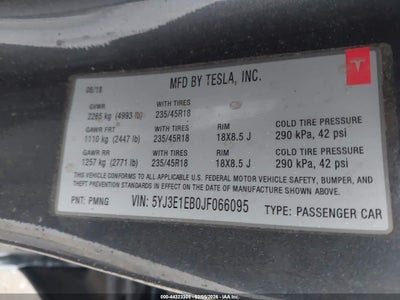 MFD BY TESLA, INC.
08/18
GVWR WITH TIRES
2265 kg (4993 lb) 235/45R18
GAWR FRT WITH TIRES RIM COLD TIRE PRESSURE
1110 kg (2447 lb) 235/45R18 18X8.5 J 290 kPa, 42 psi
GAWR RR WITH TIRES RIM COLD TIRE PRESSURE
1257 kg (2771 lb) 235/45R18 18X8.5 J 290 kPa, 42 psi
THIS VEHICLE CONFORMS TO ALL APPLICABLE U.S. FEDERAL MOTOR VEHICLE SAFETY, BUMPER,
AND THEFT PREVENTION STANDARDS IN EFFECT ON THE DATE OF MANUFACTURE SHOWN ABOVE.
PNT: PMNG VIN: 5YJ3E1EB0JF066095 TYPE: PASSENGER CAR